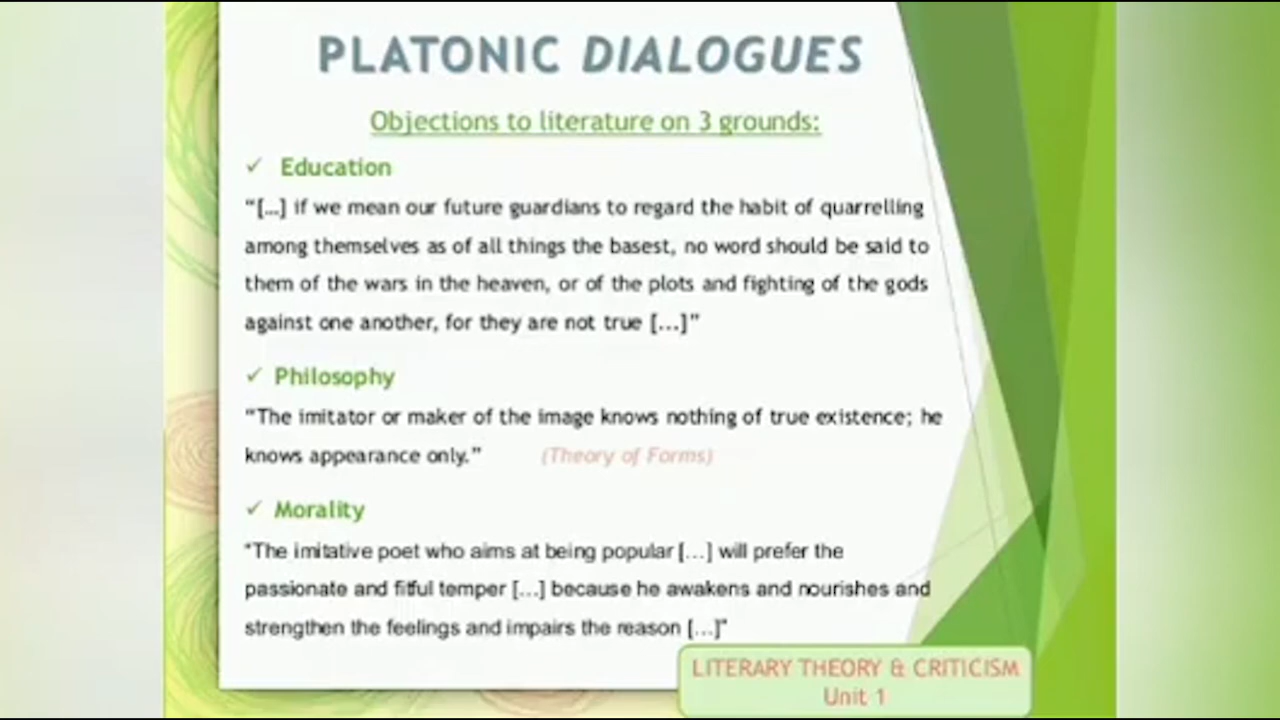 PLATONIC DIALOGUES
Objections to literature on 3 grounds:
✓ Education
“[…] if we mean our future guardians to regard the habit of quarrelling
among themselves as of all things the basest, no word should be said to
them of the wars in the heaven, or of the plots and fighting of the gods
against one another, for they are not true […]”
✓ Philosophy
“The imitator or maker of the image knows nothing of true existence; he
knows appearance only.” (Theory of Forms)
✓ Morality
“The imitative poet who aims at being popular […] will prefer the
passionate and fitful temper […] because he awakens and nourishes and
strengthen the feelings and impairs the reason […]”
LITERARY THEORY & CRITICISM
Unit 1